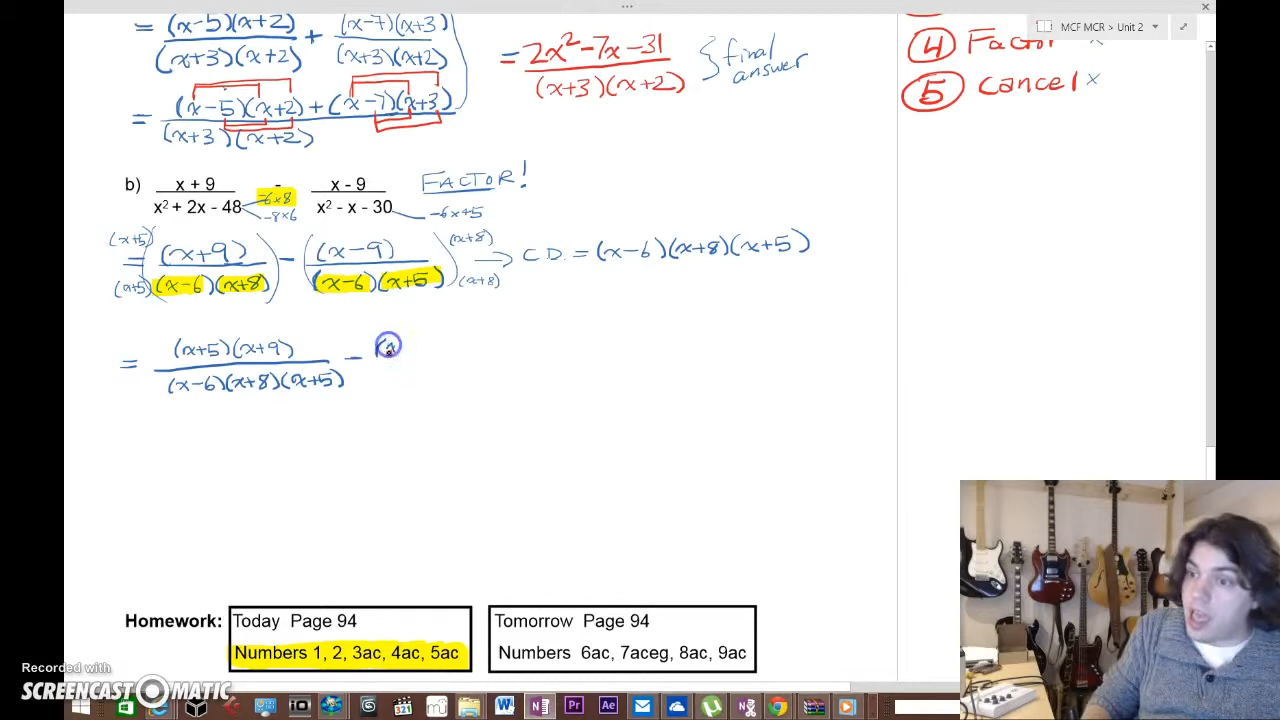 = (x-5)(x+2) / (x+3)(x+2) + (x-7)(x+3) / (x+3)(x+2)
= (x-5)(x+2) + (x-7)(x+3) / (x+3)(x+2)
= 2x² - 7x - 31 / (x+3)(x+2) } final answer
④ Factor x
⑤ cancel x
MCF MCR > Unit 2
b) x + 9 / x² + 2x - 48 - x - 9 / x² - x - 30 FACTOR!
-6x8
-8x6
-6x+5
(x+5) (x+5) = (x+9) / (x-6)(x+8) - (x-9) / (x-6)(x+5) (x+8) (x+8) → C.D. = (x-6)(x+8)(x+5)
= (x+5)(x+9) / (x-6)(x+8)(x+5) - (x
Homework:
Today Page 94
Numbers 1, 2, 3ac, 4ac, 5ac
Tomorrow Page 94
Numbers 6ac, 7aceg, 8ac, 9ac
Recorded with
SCREENCAST-O-MATIC